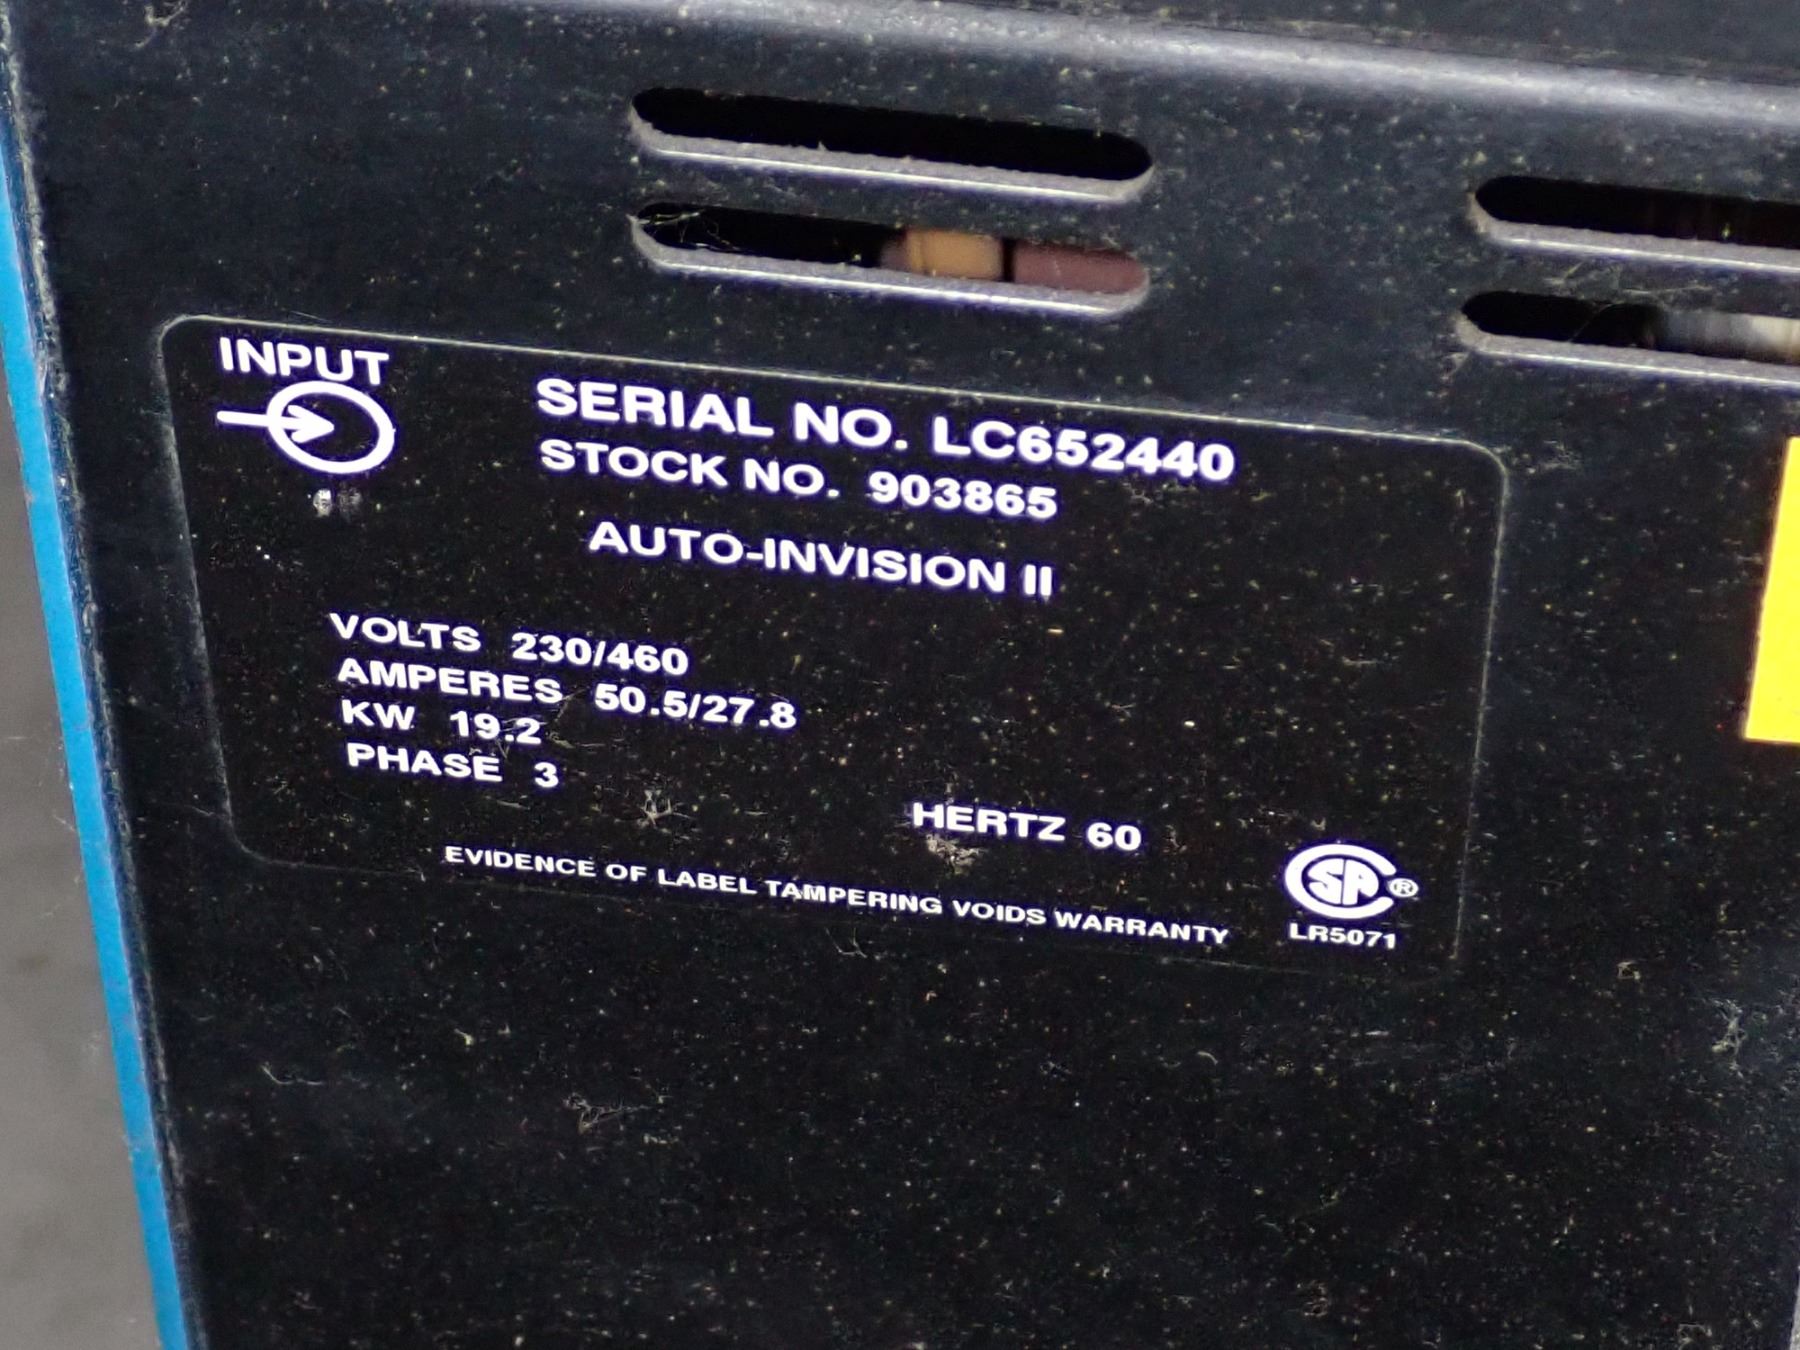 INPUT
SERIAL NO. LC652440
STOCK NO. 903865
AUTO-INVISION II
VOLTS 230/460
AMPERES 50.5/27.8
KW 19.2
PHASE 3
HERTZ 60
EVIDENCE OF LABEL TAMPERING VOIDS WARRANTY
CSA®
LR5071